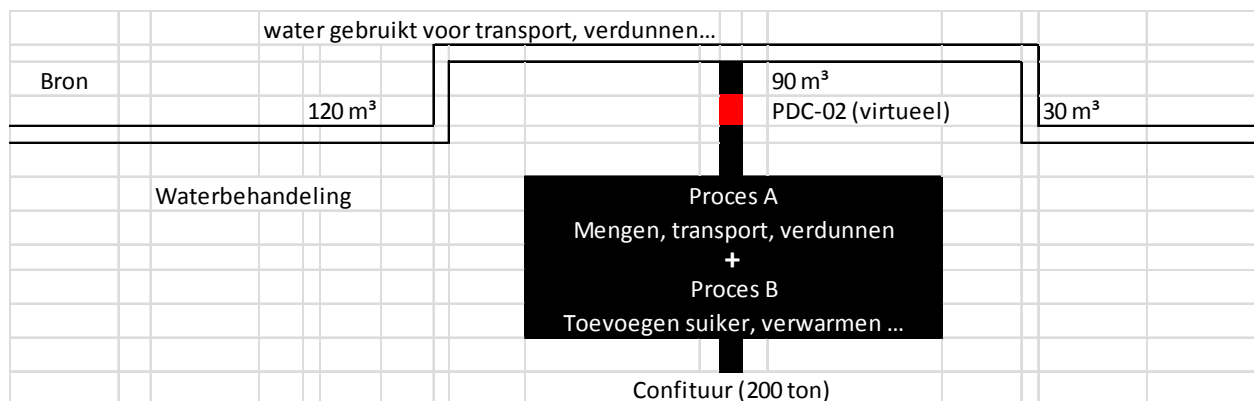 water gebruikt voor transport, verdunnen...
Bron
90 m³
120 m³
PDC-02 (virtueel)
30 m³
Waterbehandeling
Proces A
Mengen, transport, verdunnen
+
Proces B
Toevoegen suiker, verwarmen ...
Confituur (200 ton)